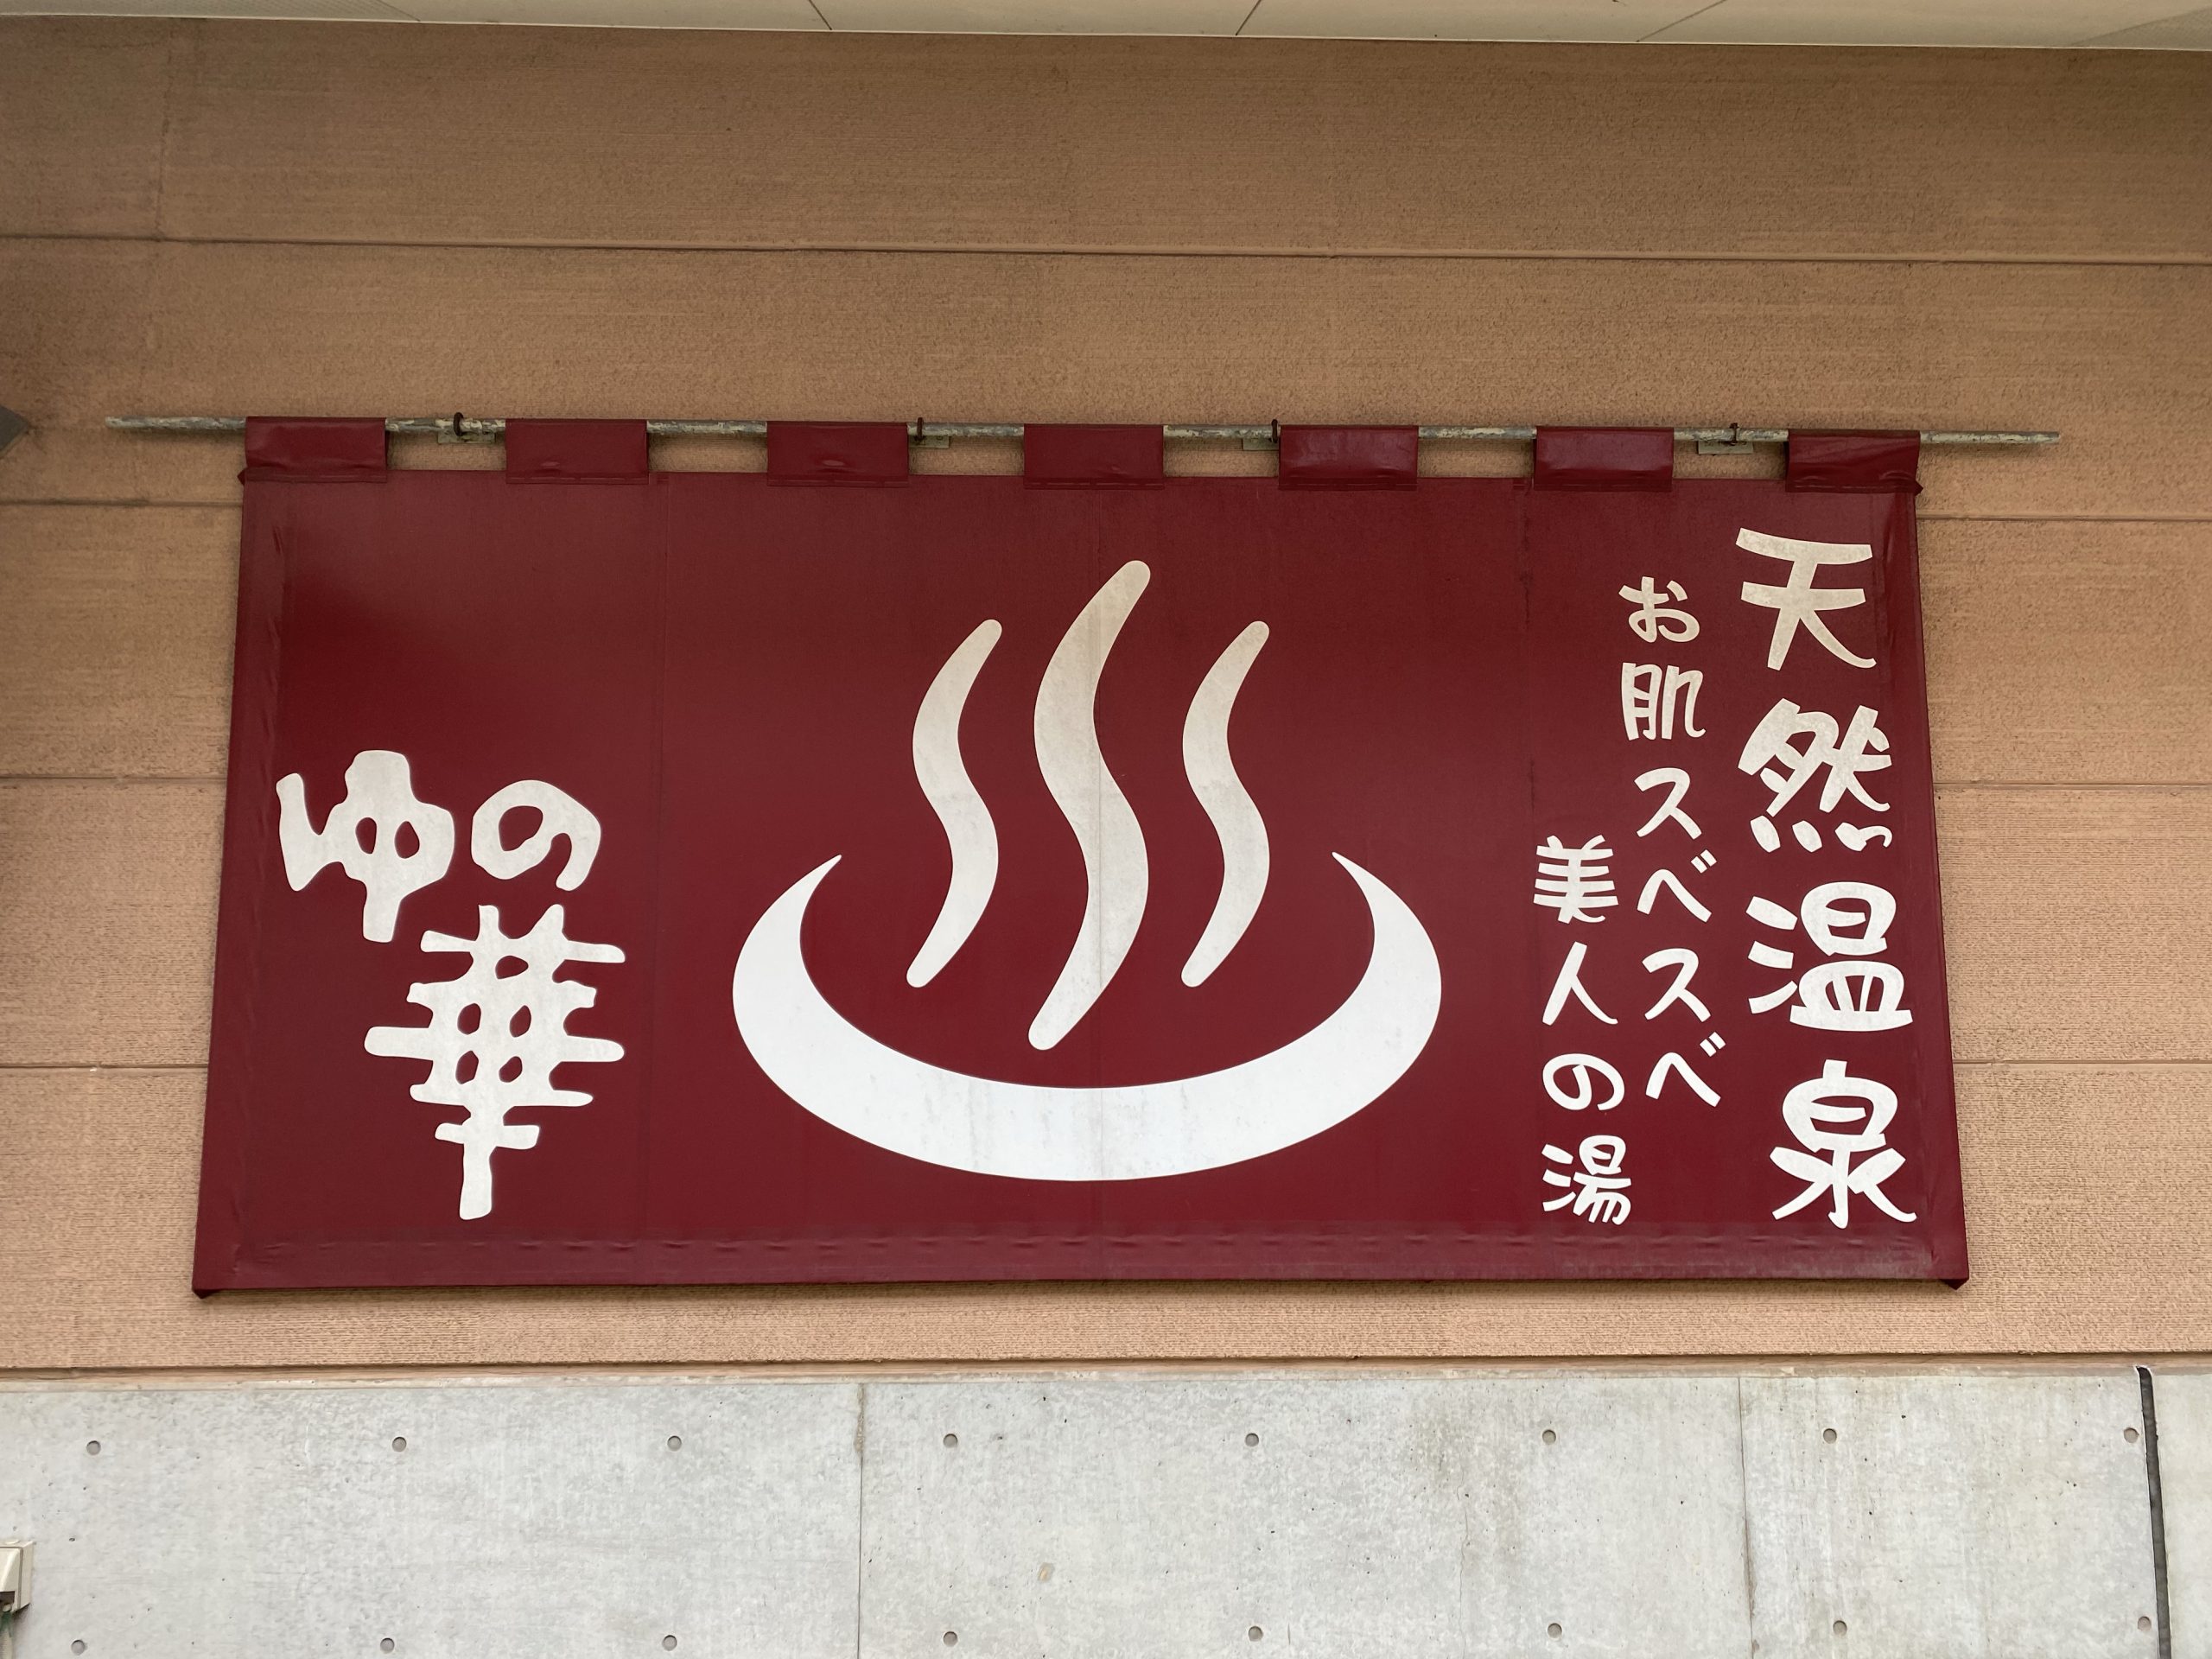 天然温泉
お肌スベスベ
美人の湯
ゆの華